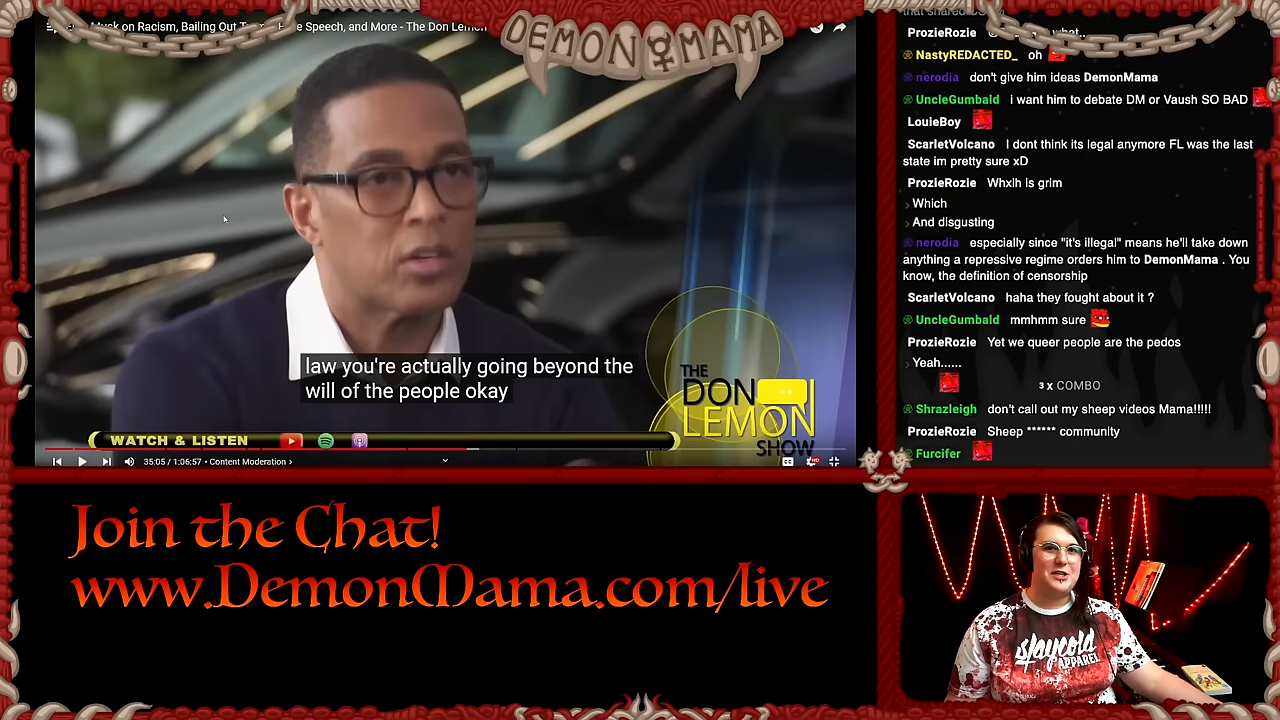 Musk on Racism, Bailing Out
Speech, and More - The Don Lemon
DEMON MAMA
law you're actually going beyond the
will of the people okay
THE
DON
LEMON
SHOW
WATCH & LISTEN
35:05 / 1:06:57 • Content Moderation ›
HD
that shared
ProzieRozie
NastyREDACTED_ oh
nerodia don't give him ideas DemonMama
UncleGumbald i want him to debate DM or Vaush SO BAD
LouieBoy
ScarletVolcano I dont think its legal anymore FL was the last
state im pretty sure xD
ProzieRozie Whxlh is grim
› Which
› And disgusting
nerodia especially since "it's illegal" means he'll take down
anything a repressive regime orders him to DemonMama . You
know, the definition of censorship
ScarletVolcano haha they fought about it ?
UncleGumbald mmhmm sure
ProzieRozie Yet we queer people are the pedos
› Yeah......
3 x COMBO
Shrazleigh don't call out my sheep videos Mama!!!!!
ProzieRozie Sheep ****** community
Furcifer
Join the Chat!
www.DemonMama.com/live
slaycold
APPAREL